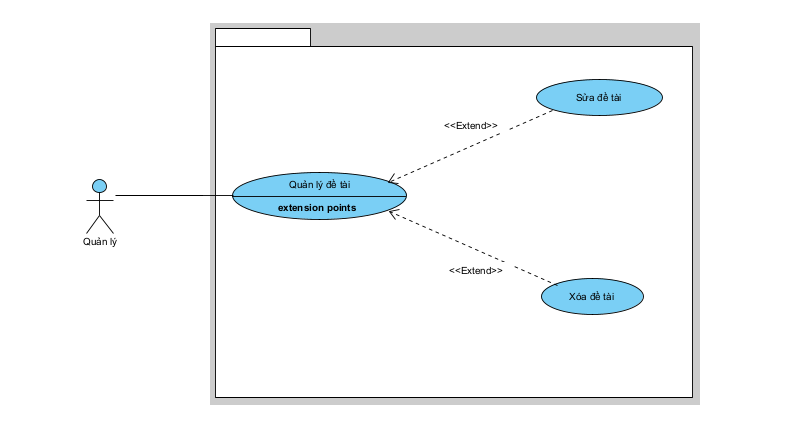 Sửa đề tài
<<Extend>>
Quản lý đề tài
extension points
Quản lý
<<Extend>>
Xóa đề tài